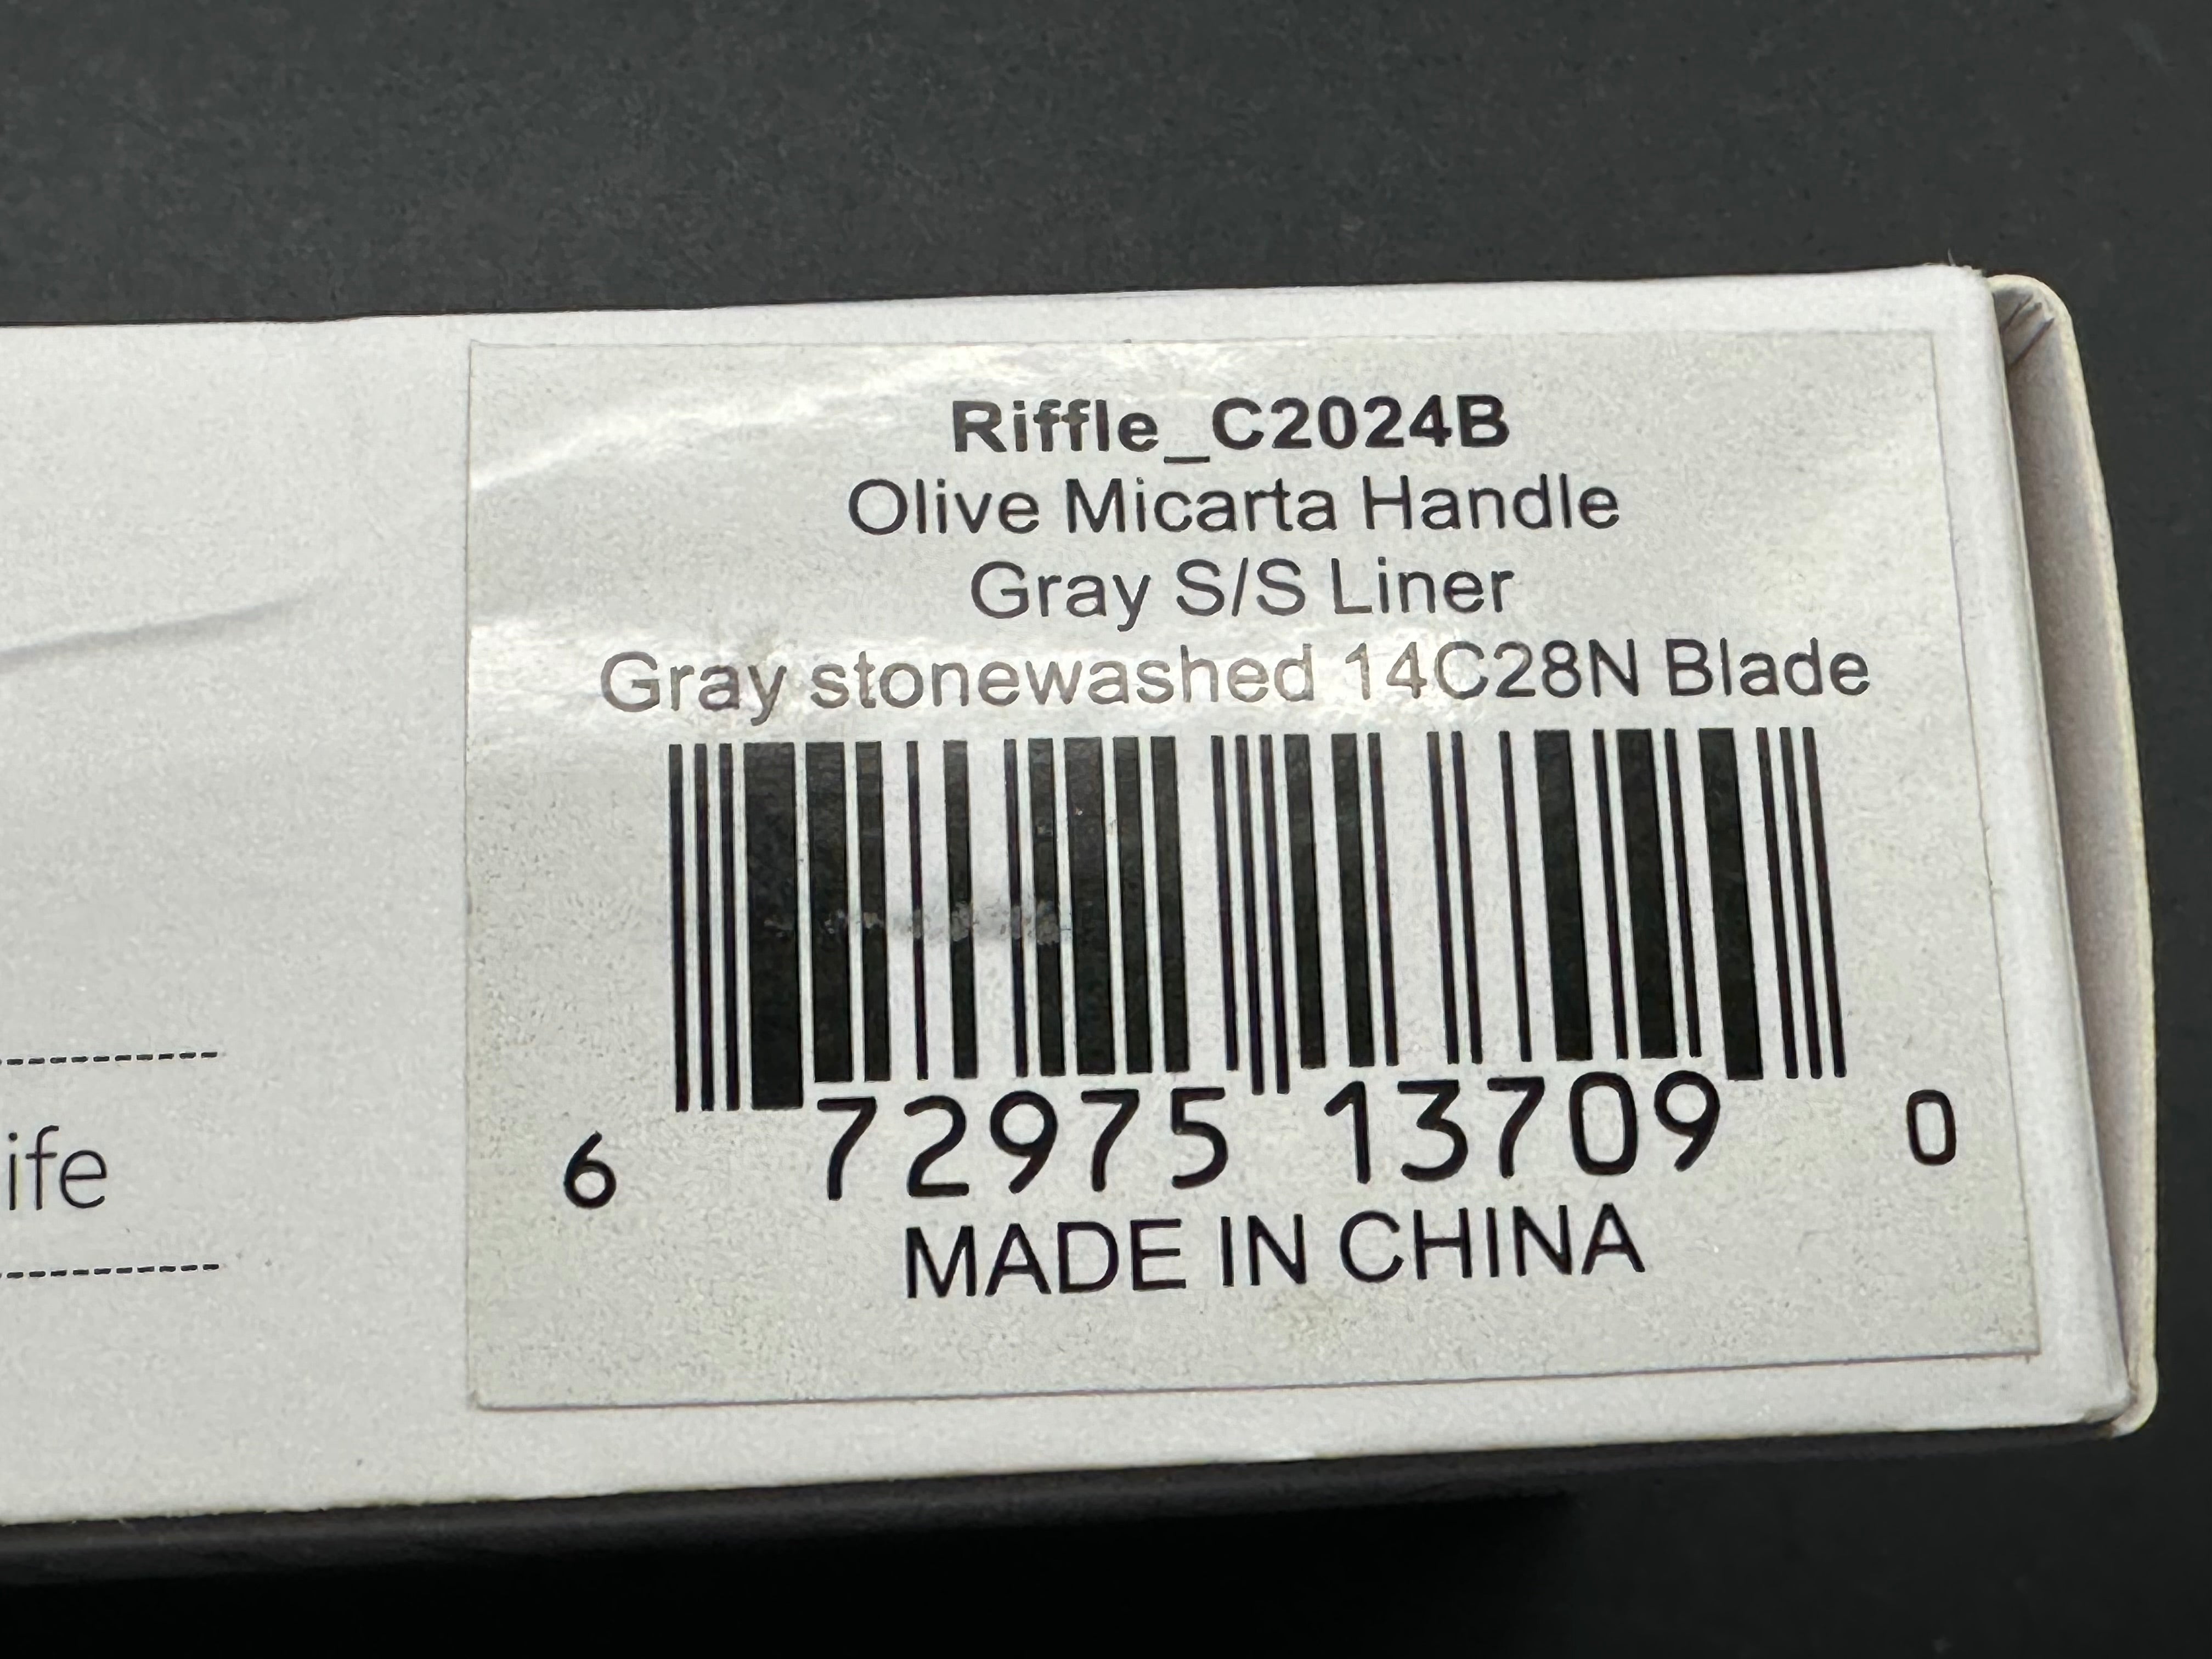 Riffle_C2024B
Olive Micarta Handle
Gray S/S Liner
Gray stonewashed 14C28N Blade
6 72975 13709 0
MADE IN CHINA
ife